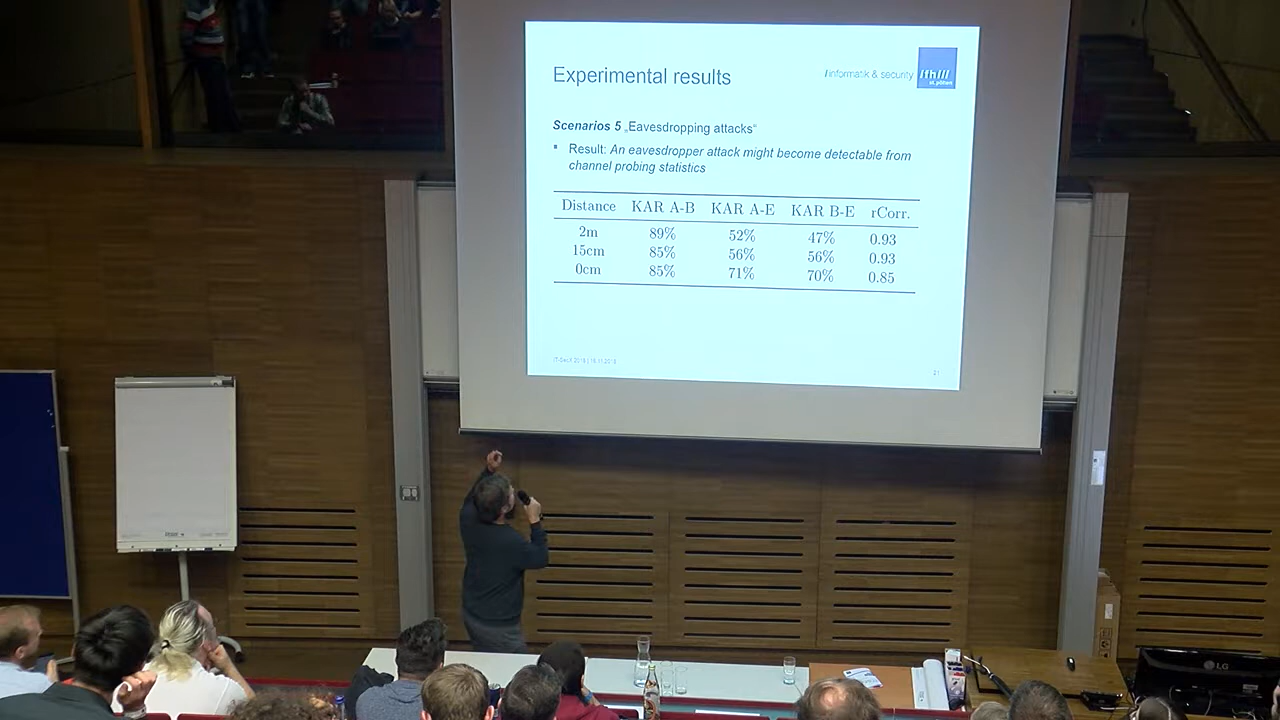 Experimental results
/informatik & security
/fh///
st. pölten
Scenarios 5 „Eavesdropping attacks“
▪ Result: An eavesdropper attack might become detectable from
channel probing statistics
Distance KAR A-B KAR A-E KAR B-E rCorr.
2m 89% 52% 47% 0.93
15cm 85% 56% 56% 0.93
0cm 85% 71% 70% 0.85
21
LG